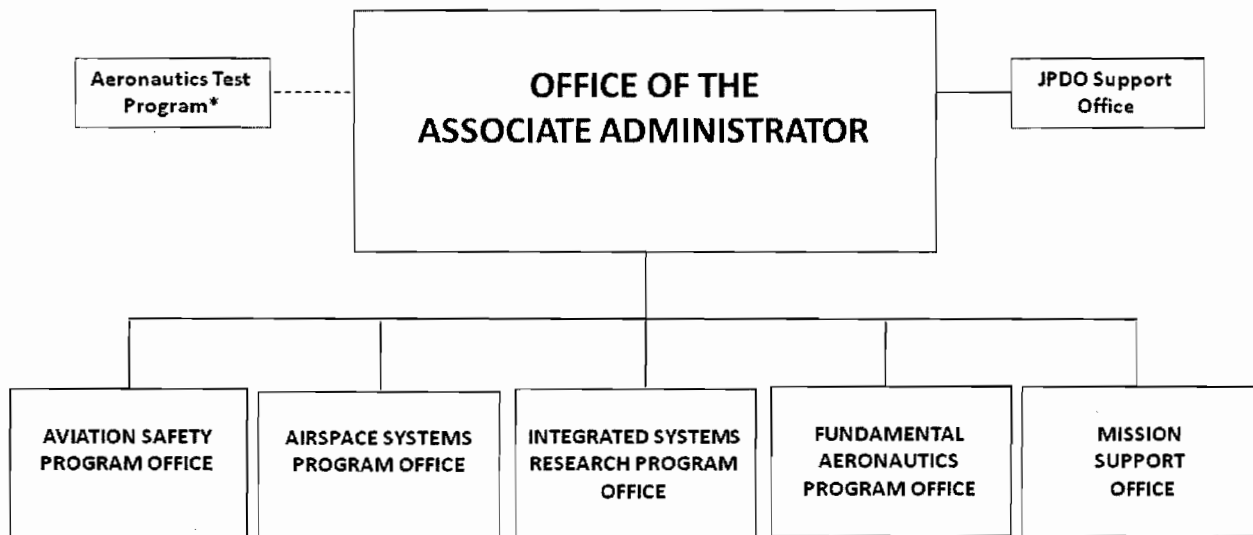 Aeronautics Test
Program*
OFFICE OF THE
ASSOCIATE ADMINISTRATOR
JPDO Support
Office
AVIATION SAFETY
PROGRAM OFFICE
AIRSPACE SYSTEMS
PROGRAM OFFICE
INTEGRATED SYSTEMS
RESEARCH PROGRAM
OFFICE
FUNDAMENTAL
AERONAUTICS
PROGRAM OFFICE
MISSION
SUPPORT
OFFICE